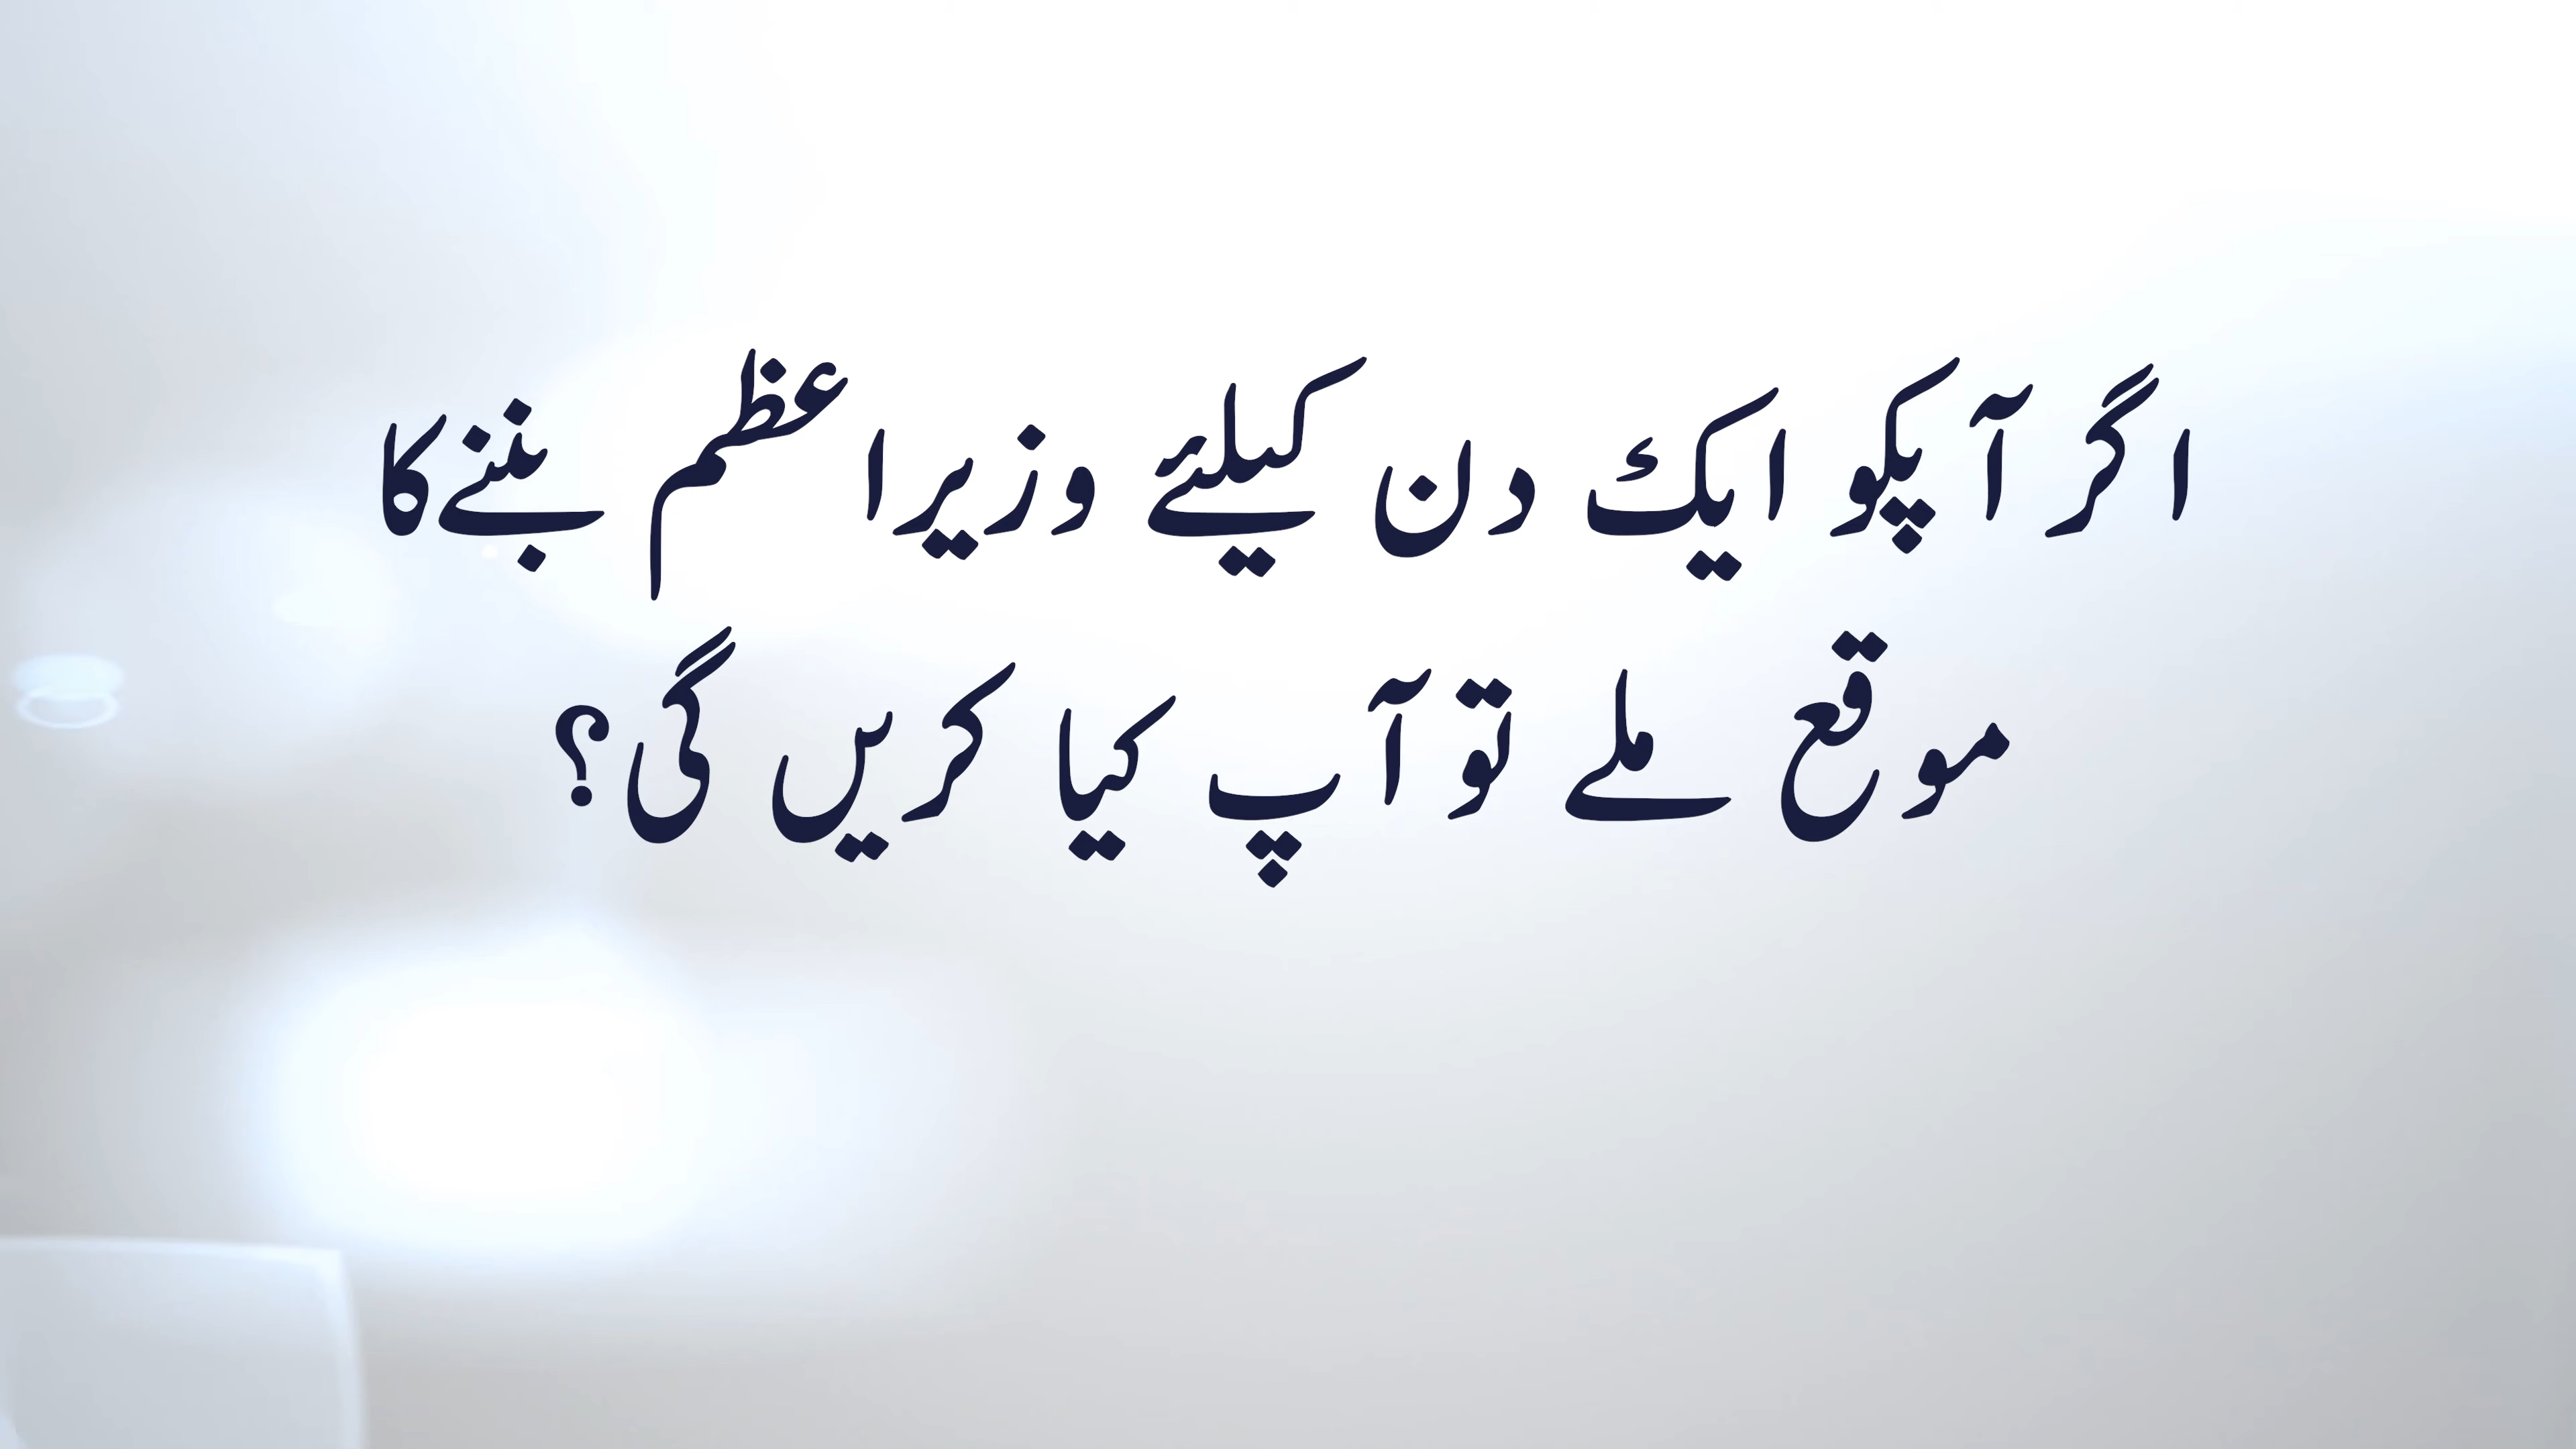 اگر آپکو ایک دن کیلئے وزیراعظم بننے کا
موقع ملے تو آپ کیا کریں گی؟